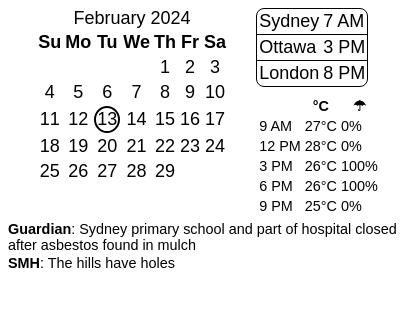 February 2024
Su Mo Tu We Th Fr Sa
1 2 3
4 5 6 7 8 9 10
11 12 13 14 15 16 17
18 19 20 21 22 23 24
25 26 27 28 29
Sydney 7 AM
Ottawa 3 PM
London 8 PM
°C ☂
9 AM 27°C 0%
12 PM 28°C 0%
3 PM 26°C 100%
6 PM 26°C 100%
9 PM 25°C 0%
Guardian: Sydney primary school and part of hospital closed
after asbestos found in mulch
SMH: The hills have holes